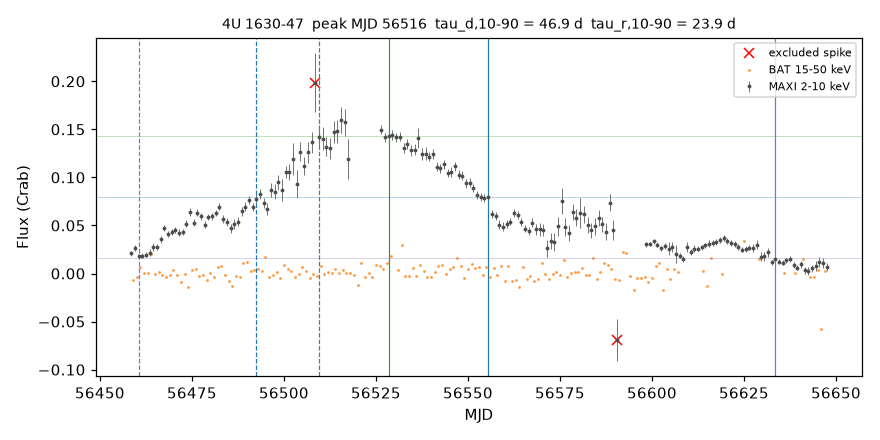 4U 1630-47  peak MJD 56516  tau_d,10-90 = 46.9 d  tau_r,10-90 = 23.9 d
excluded spike
BAT 15-50 keV
MAXI 2-10 keV
Flux (Crab)
0.20
0.15
0.10
0.05
0.00
−0.05
−0.10
56450 56475 56500 56525 56550 56575 56600 56625 56650
MJD